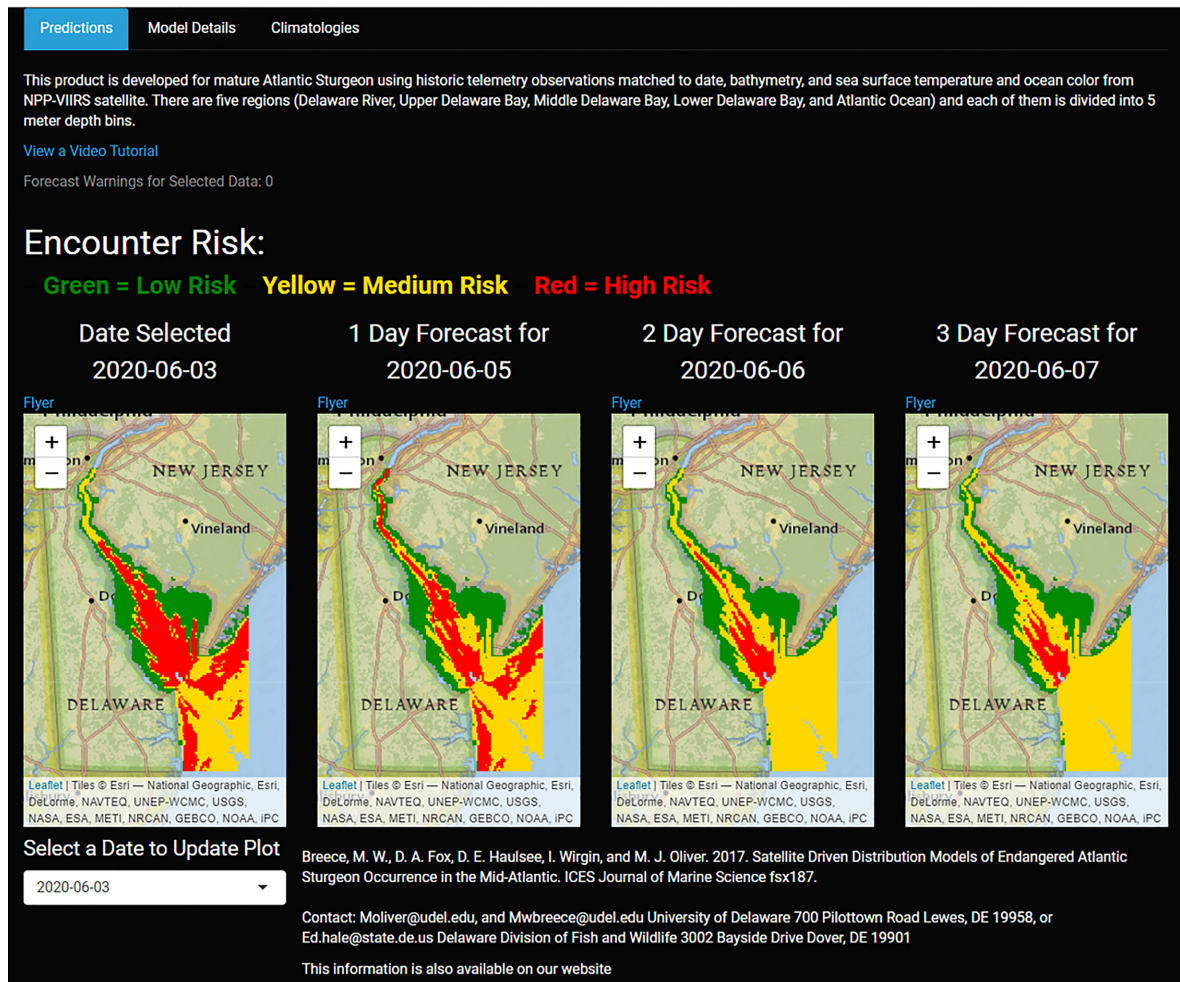 Predictions Model Details Climatologies
This product is developed for mature Atlantic Sturgeon using historic telemetry observations matched to date, bathymetry, and sea surface temperature and ocean color from
NPP-VIIRS satellite. There are five regions (Delaware River, Upper Delaware Bay, Middle Delaware Bay, Lower Delaware Bay, and Atlantic Ocean) and each of them is divided into 5
meter depth bins.
View a Video Tutorial
Forecast Warnings for Selected Data: 0
Encounter Risk:
Green = Low Risk Yellow = Medium Risk Red = High Risk
Date Selected
2020-06-03
Flyer
+
−
NEW JERSEY
Vineland
DELAWARE
Leaflet | Tiles © Esri — National Geographic, Esri,
DeLorme, NAVTEQ, UNEP-WCMC, USGS,
NASA, ESA, METI, NRCAN, GEBCO, NOAA, iPC
1 Day Forecast for
2020-06-05
Flyer
+
−
NEW JERSEY
Vineland
DELAWARE
Leaflet | Tiles © Esri — National Geographic, Esri,
DeLorme, NAVTEQ, UNEP-WCMC, USGS,
NASA, ESA, METI, NRCAN, GEBCO, NOAA, iPC
2 Day Forecast for
2020-06-06
Flyer
+
−
NEW JERSEY
Vineland
DELAWARE
Leaflet | Tiles © Esri — National Geographic, Esri,
DeLorme, NAVTEQ, UNEP-WCMC, USGS,
NASA, ESA, METI, NRCAN, GEBCO, NOAA, iPC
3 Day Forecast for
2020-06-07
Flyer
+
−
NEW JERSEY
Vineland
DELAWARE
Leaflet | Tiles © Esri — National Geographic, Esri,
DeLorme, NAVTEQ, UNEP-WCMC, USGS,
NASA, ESA, METI, NRCAN, GEBCO, NOAA, iPC
Select a Date to Update Plot
2020-06-03
Breece, M. W., D. A. Fox, D. E. Haulsee, I. Wirgin, and M. J. Oliver. 2017. Satellite Driven Distribution Models of Endangered Atlantic
Sturgeon Occurrence in the Mid-Atlantic. ICES Journal of Marine Science fsx187.
Contact: Moliver@udel.edu, and Mwbreece@udel.edu University of Delaware 700 Pilottown Road Lewes, DE 19958, or
Ed.hale@state.de.us Delaware Division of Fish and Wildlife 3002 Bayside Drive Dover, DE 19901
This information is also available on our website